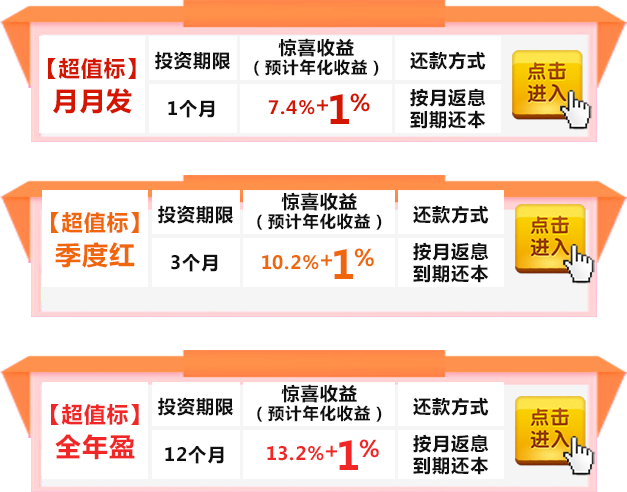 【超值标】
月月发
投资期限
1个月
惊喜收益
（预计年化收益）
7.4%+1%
还款方式
按月返息
到期还本
点击
进入
【超值标】
季度红
投资期限
3个月
惊喜收益
（预计年化收益）
10.2%+1%
还款方式
按月返息
到期还本
点击
进入
【超值标】
全年盈
投资期限
12个月
惊喜收益
（预计年化收益）
13.2%+1%
还款方式
按月返息
到期还本
点击
进入